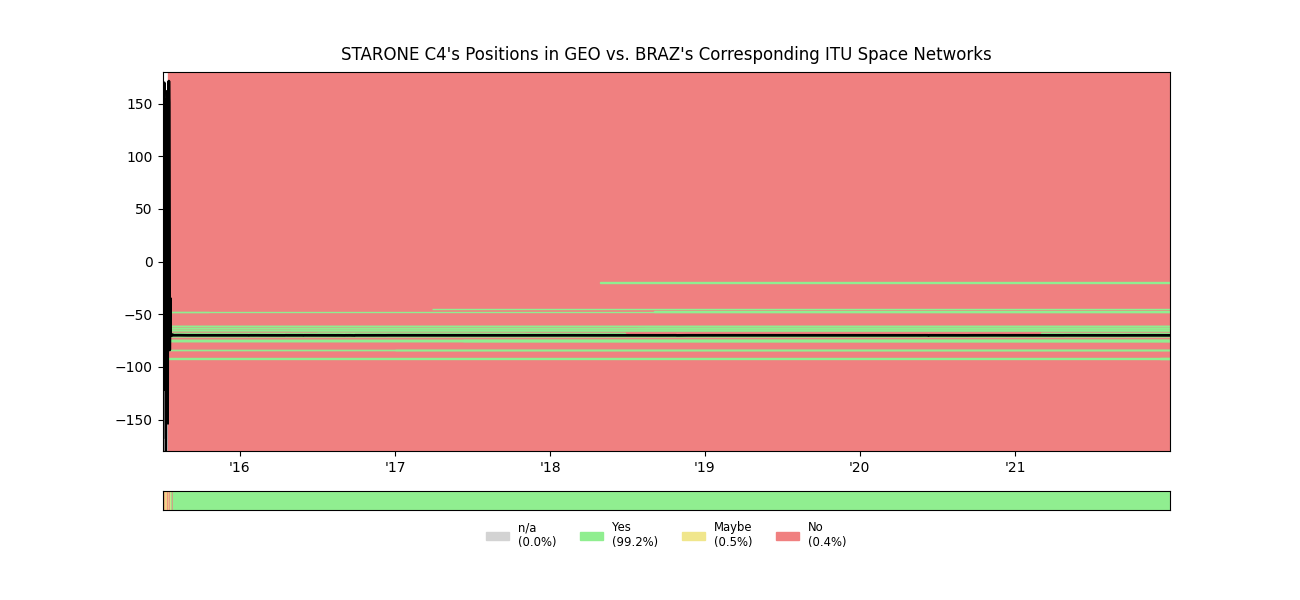 STARONE C4's Positions in GEO vs. BRAZ's Corresponding ITU Space Networks
150
100
50
0
−50
−100
−150
'16 '17 '18 '19 '20 '21
n/a Yes Maybe No
(0.0%) (99.2%) (0.5%) (0.4%)